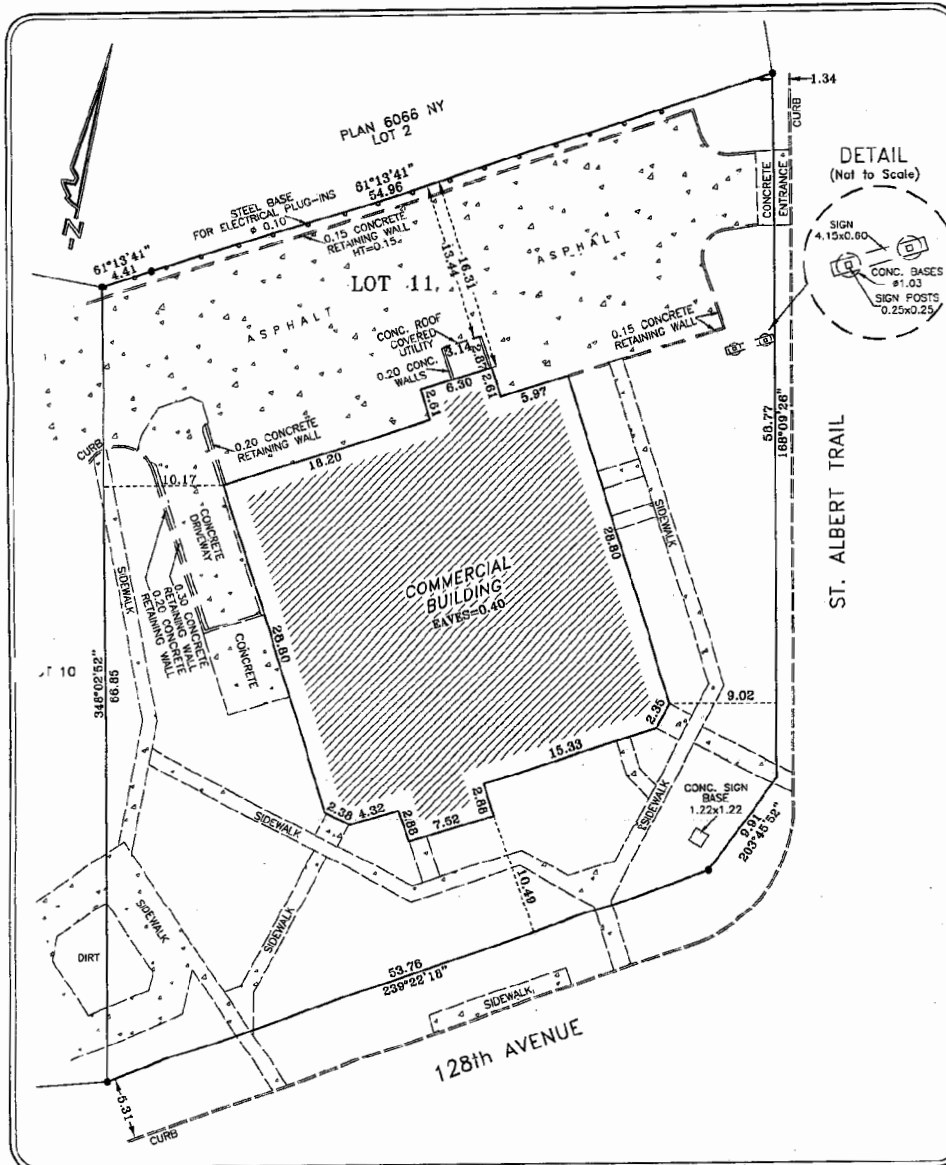 PLAN 6066 NY
LOT 2
1.34
CURB
DETAIL
(Not to Scale)
SIGN
4.15x0.60
CONC. BASES
ø1.03
SIGN POSTS
0.25x0.25
CONCRETE
ENTRANCE
N
61°13'41"
4.41
STEEL BASE
FOR ELECTRICAL PLUG-INS
ø 0.10
61°13'41"
54.96
0.15 CONCRETE
RETAINING WALL
HT=0.15
LOT 11,
13.44
16.31
ASPHALT
ASPHALT
CONC. ROOF
COVERED
UTILITY
3.14
2.87
0.20 CONC.
WALLS
6.30
2.61
2.61
5.97
0.15 CONCRETE
RETAINING WALL
58.77
168°09'26"
ST. ALBERT TRAIL
CURB
0.20 CONCRETE
RETAINING WALL
18.20
10.17
SIDEWALK
CONCRETE
DRIVEWAY
0.30 CONCRETE
RETAINING WALL
0.20 CONCRETE
RETAINING WALL
CONCRETE
28.80
COMMERCIAL
BUILDING
EAVES=0.40
28.80
SIDEWALK
10
348°02'52"
66.85
9.02
2.35
15.33
2.88
7.52
2.88
4.32
2.38
SIDEWALK
CONC. SIGN
BASE
1.22x1.22
SIDEWALK
9.91
203°45'52"
10.49
SIDEWALK
SIDEWALK
DIRT
53.76
239°22'18"
SIDEWALK
128th AVENUE
5.31
CURB